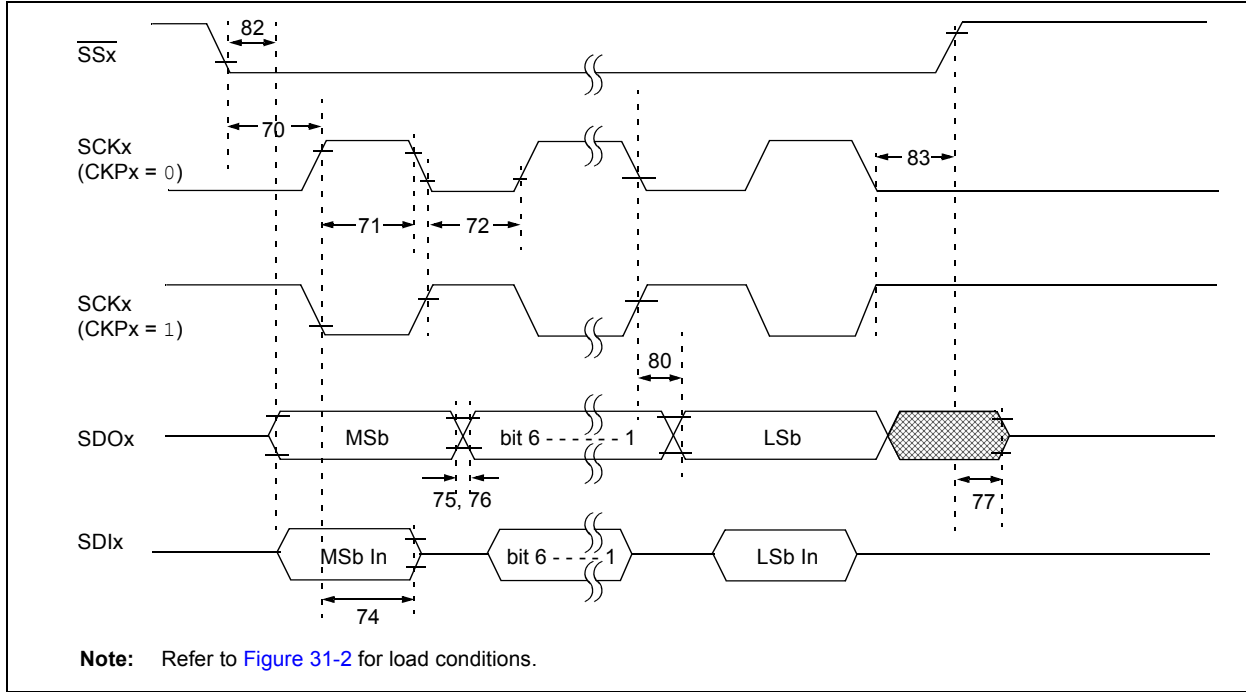 82
SSx
70
SCKx
(CKPx = 0)
83
71
72
SCKx
(CKPx = 1)
80
SDOx
MSb
bit 6 - - - - - - 1
LSb
75, 76
77
SDIx
MSb In
bit 6 - - - - 1
LSb In
74
Note: Refer to Figure 31-2 for load conditions.